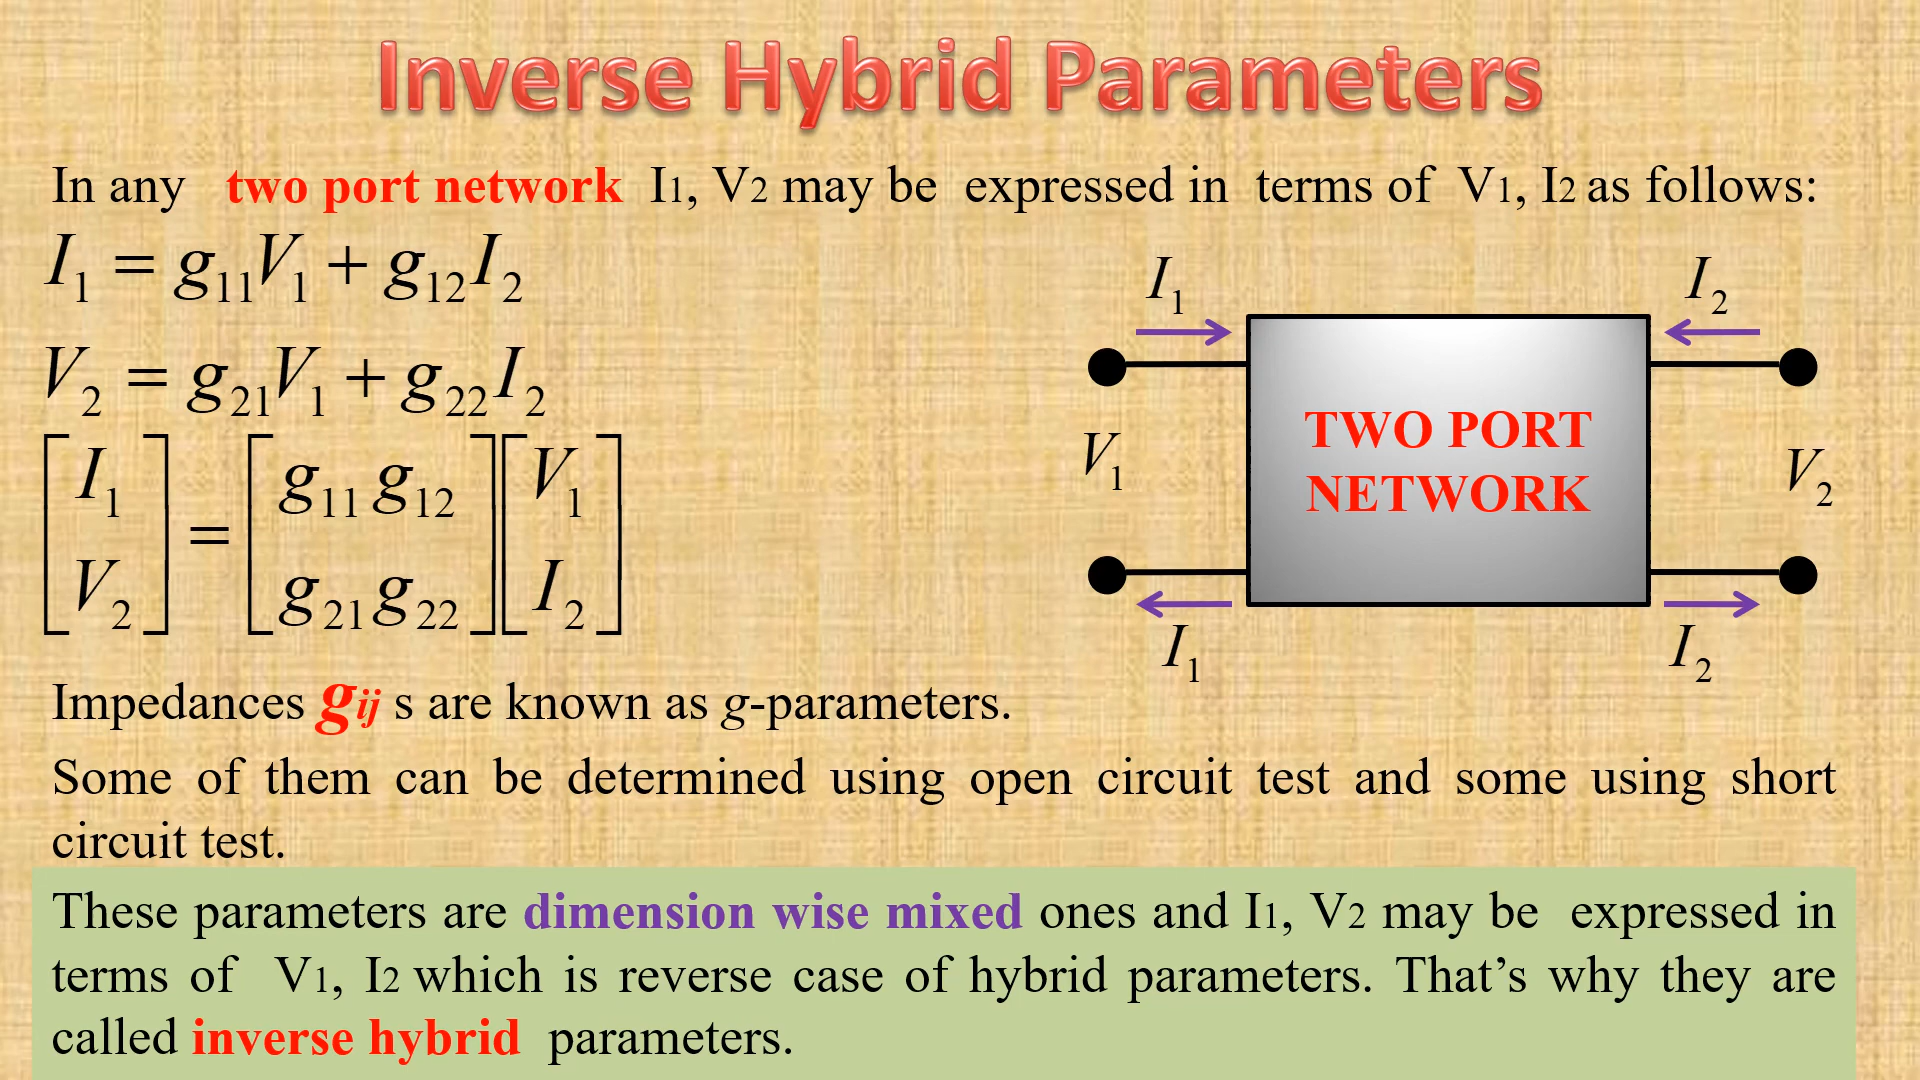 Inverse Hybrid Parameters
In any two port network I1, V2 may be expressed in terms of V1, I2 as follows:
I1 = g11V1 + g12I2
V2 = g21V1 + g22I2
[I1 V2] = [g11 g12 g21 g22][V1 I2]
I1 I2
TWO PORT
NETWORK
V1 V2
I1 I2
Impedances gij s are known as g-parameters.
Some of them can be determined using open circuit test and some using short
circuit test.
These parameters are dimension wise mixed ones and I1, V2 may be expressed in
terms of V1, I2 which is reverse case of hybrid parameters. That’s why they are
called inverse hybrid parameters.